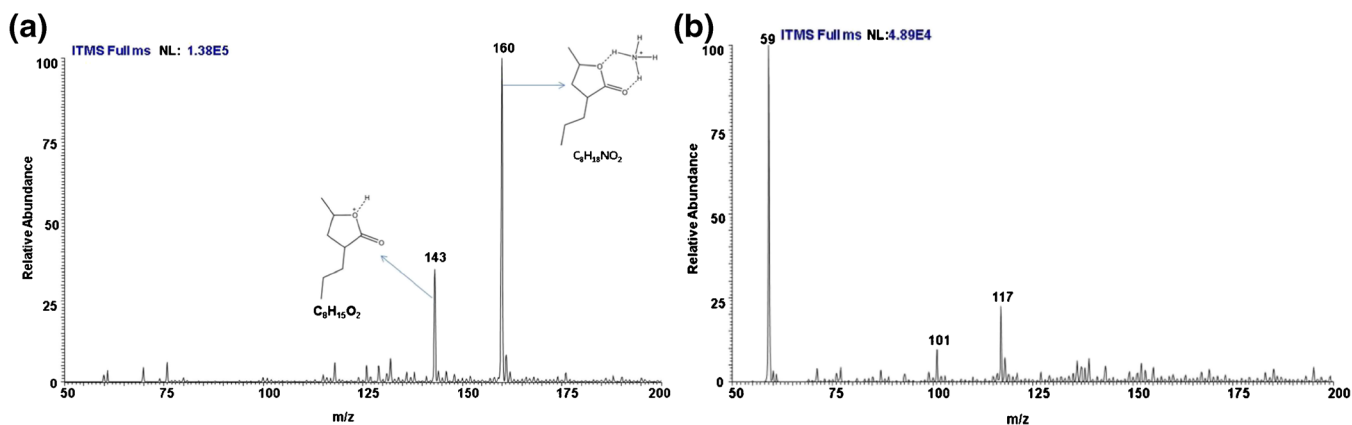 (a)
ITMS Full ms NL: 1.38E5
160
100
75
50
25
0
Relative Abundance
H
O
N
+
H
H
H
O
C₈H₁₈NO₂
143
H
+
O
O
C₈H₁₅O₂
50
75
100
125
150
175
200
m/z
(b)
59
ITMS Full ms NL:4.89E4
100
75
50
25
0
Relative Abundance
117
101
50
75
100
125
150
175
200
m/z